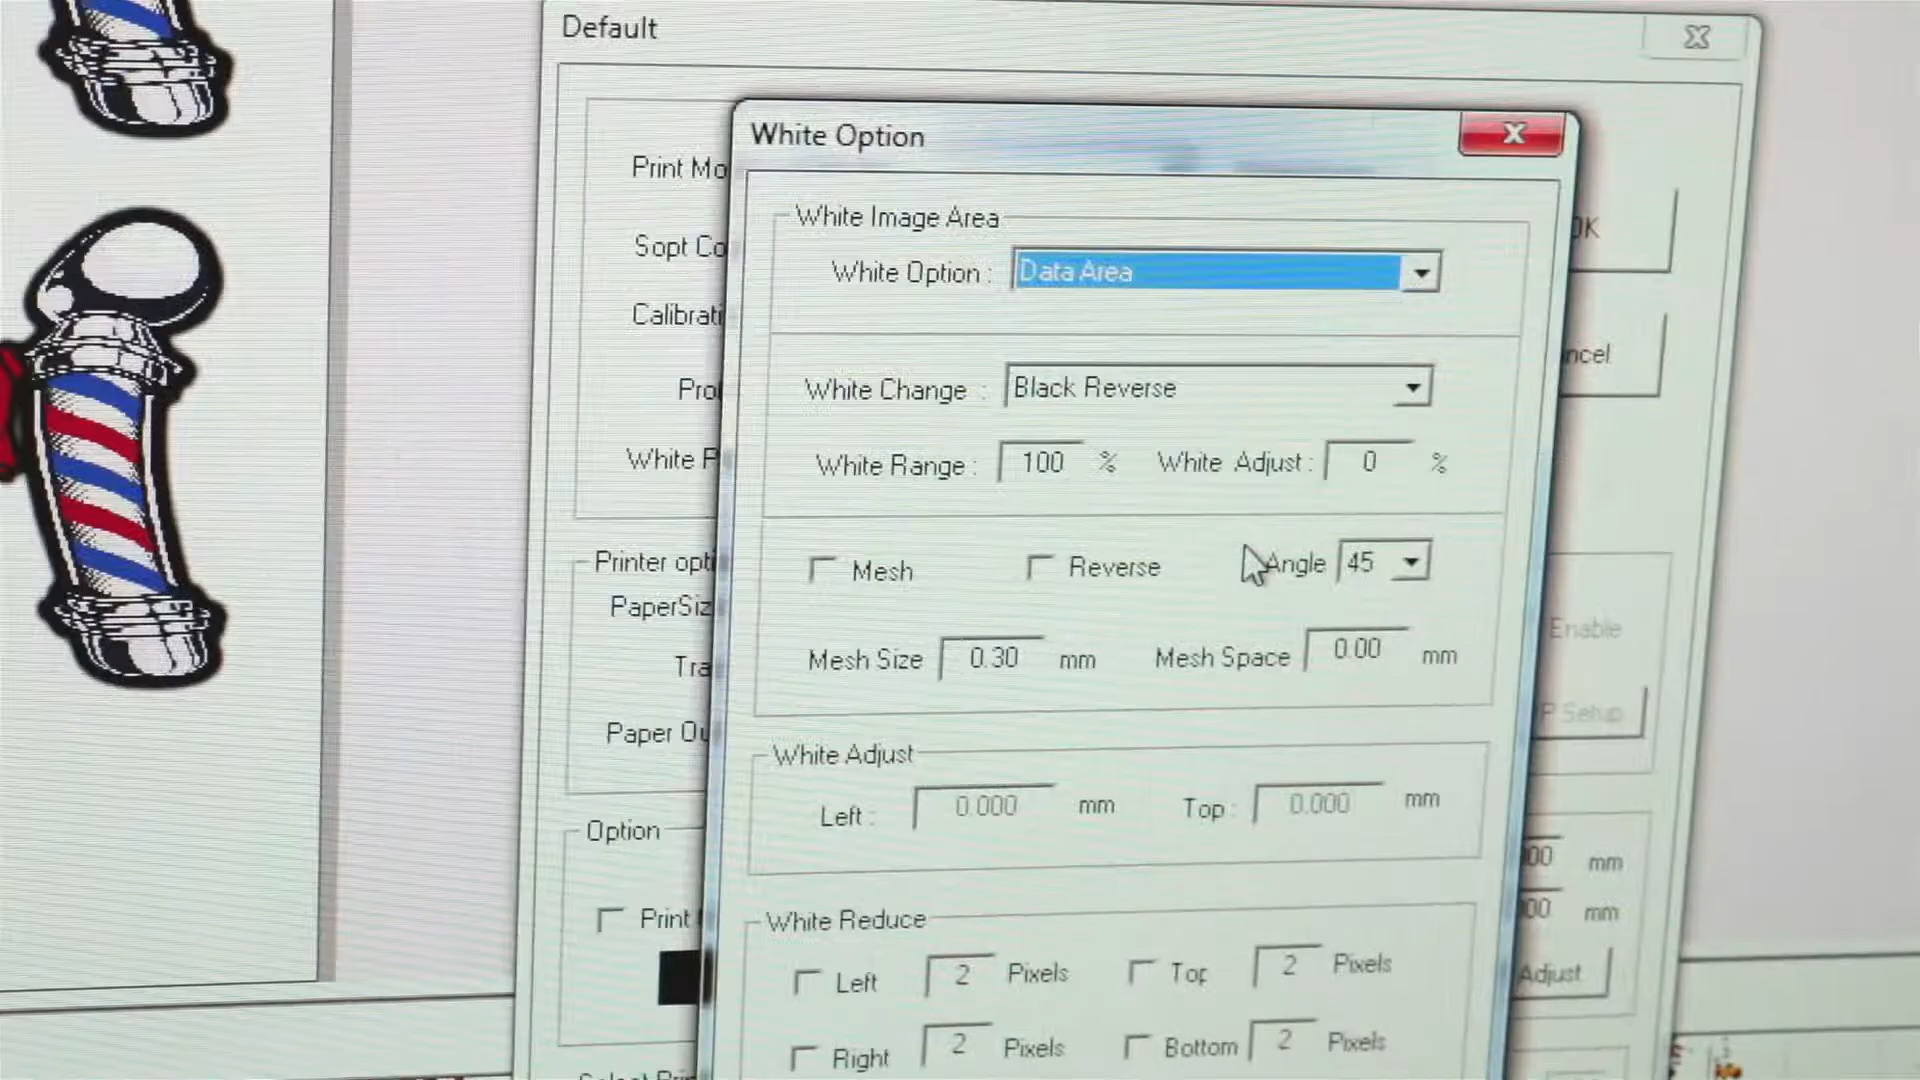 Default
White Option
Print Mo
White Image Area
OK
Sopt Co
White Option : Data Area
Calibrati
ncel
White Change : Black Reverse
Pro
White P
White Range : 100 % White Adjust : 0 %
Printer opti
Mesh Reverse Angle 45
PaperSiz
Enable
Tra
Mesh Size 0.30 mm Mesh Space 0.00 mm
P Setup
Paper Ou
White Adjust
Left : 0.000 mm Top : 0.000 mm
Option
00 mm
Print
White Reduce
00 mm
Left 2 Pixels Top 2 Pixels
Adjust
Right 2 Pixels Bottom 2 Pixels